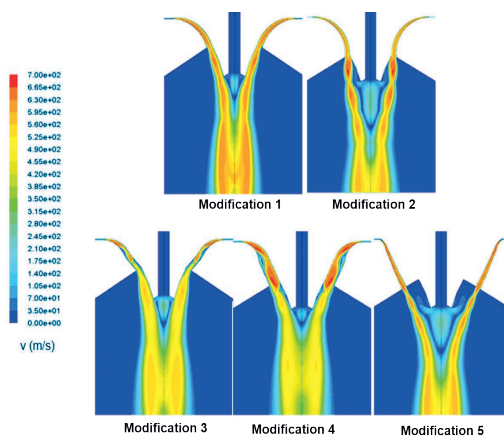 7.00e+02
6.65e+02
6.30e+02
5.95e+02
5.60e+02
5.25e+02
4.90e+02
4.55e+02
4.20e+02
3.85e+02
3.50e+02
3.15e+02
2.80e+02
2.45e+02
2.10e+02
1.75e+02
1.40e+02
1.05e+02
7.00e+01
3.50e+01
0.00e+00
v (m/s)
Modification 1
Modification 2
Modification 3
Modification 4
Modification 5